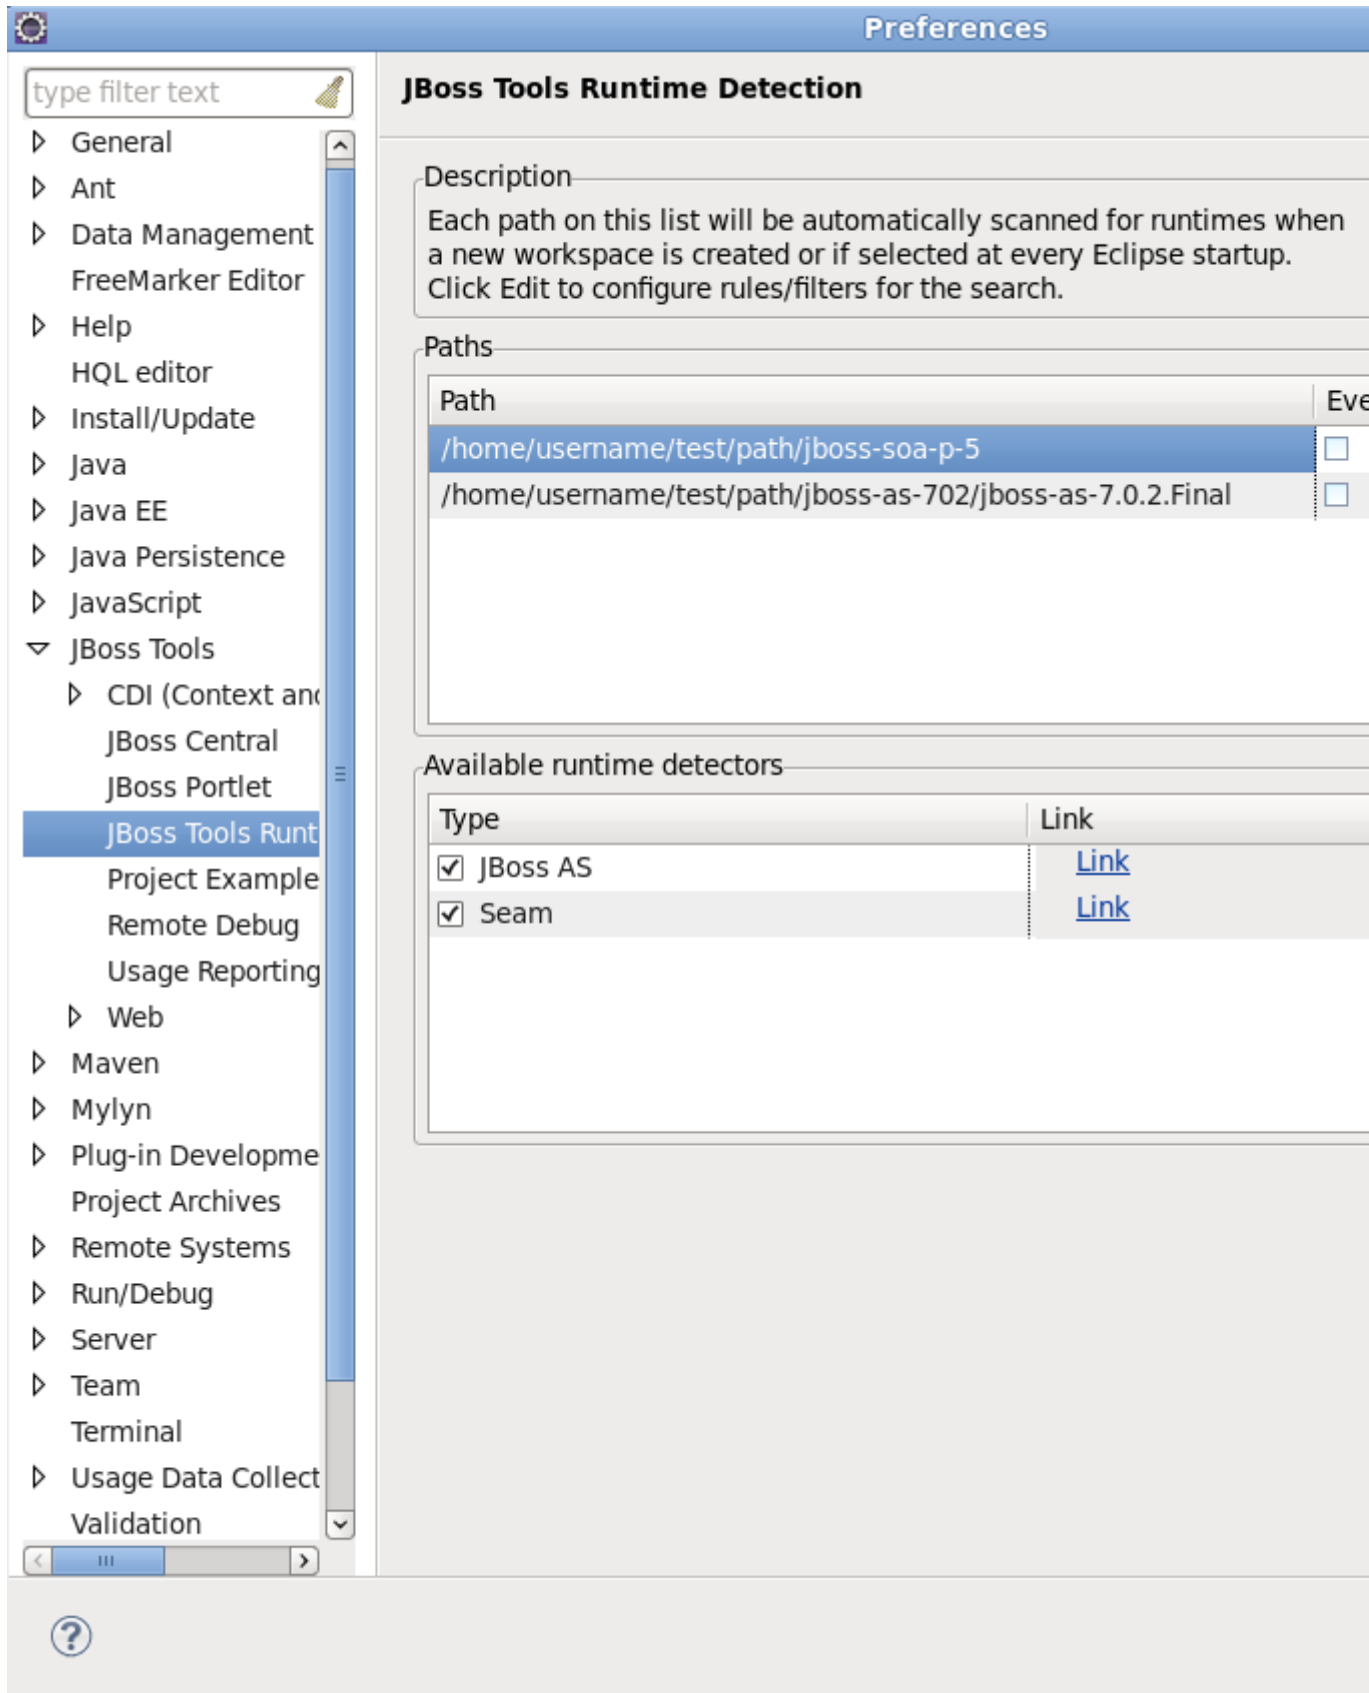 Preferences
type filter text
General
Ant
Data Management
FreeMarker Editor
Help
HQL editor
Install/Update
Java
Java EE
Java Persistence
JavaScript
JBoss Tools
CDI (Context and
JBoss Central
JBoss Portlet
JBoss Tools Runt
Project Example
Remote Debug
Usage Reporting
Web
Maven
Mylyn
Plug-in Developme
Project Archives
Remote Systems
Run/Debug
Server
Team
Terminal
Usage Data Collect
Validation
JBoss Tools Runtime Detection
Description
Each path on this list will be automatically scanned for runtimes when
a new workspace is created or if selected at every Eclipse startup.
Click Edit to configure rules/filters for the search.
Paths
Path Eve
/home/username/test/path/jboss-soa-p-5
/home/username/test/path/jboss-as-702/jboss-as-7.0.2.Final
Available runtime detectors
Type Link
JBoss AS Link
Seam Link